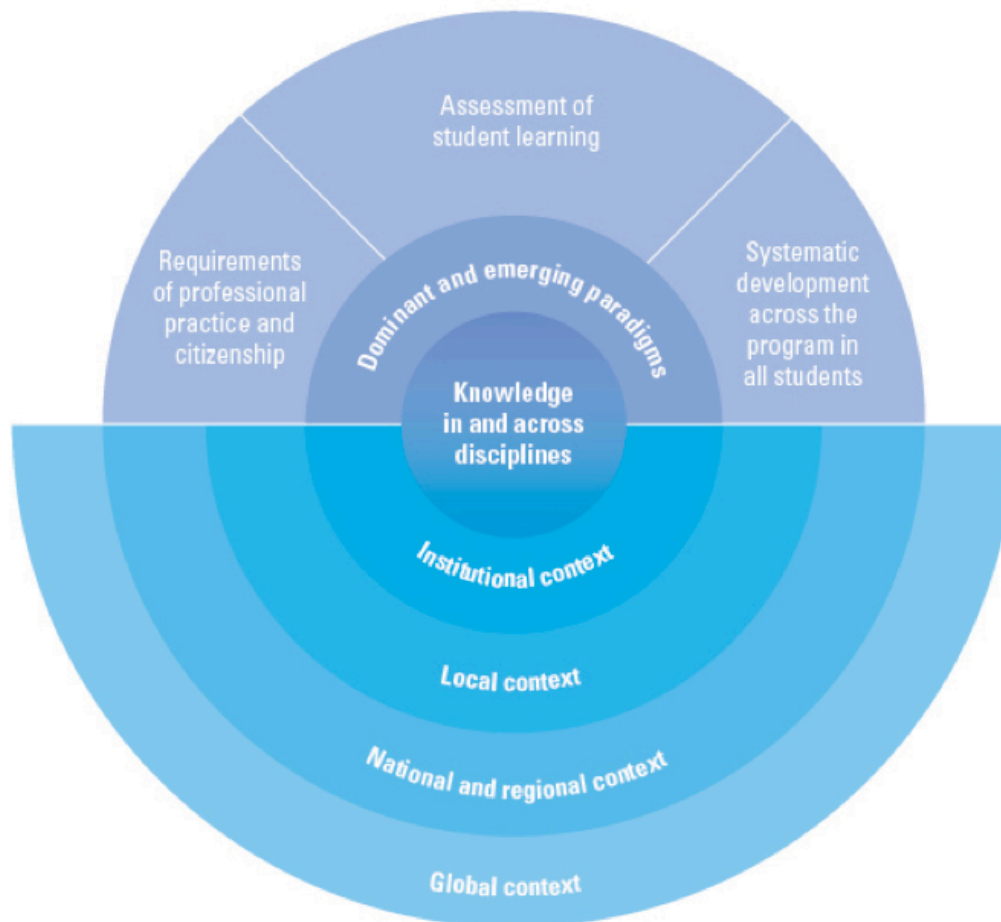 Assessment of
student learning
Requirements
of professional
practice and
citizenship
Systematic
development
across the
program in
all students
Dominant and emerging paradigms
Knowledge
in and across
disciplines
Institutional context
Local context
National and regional context
Global context